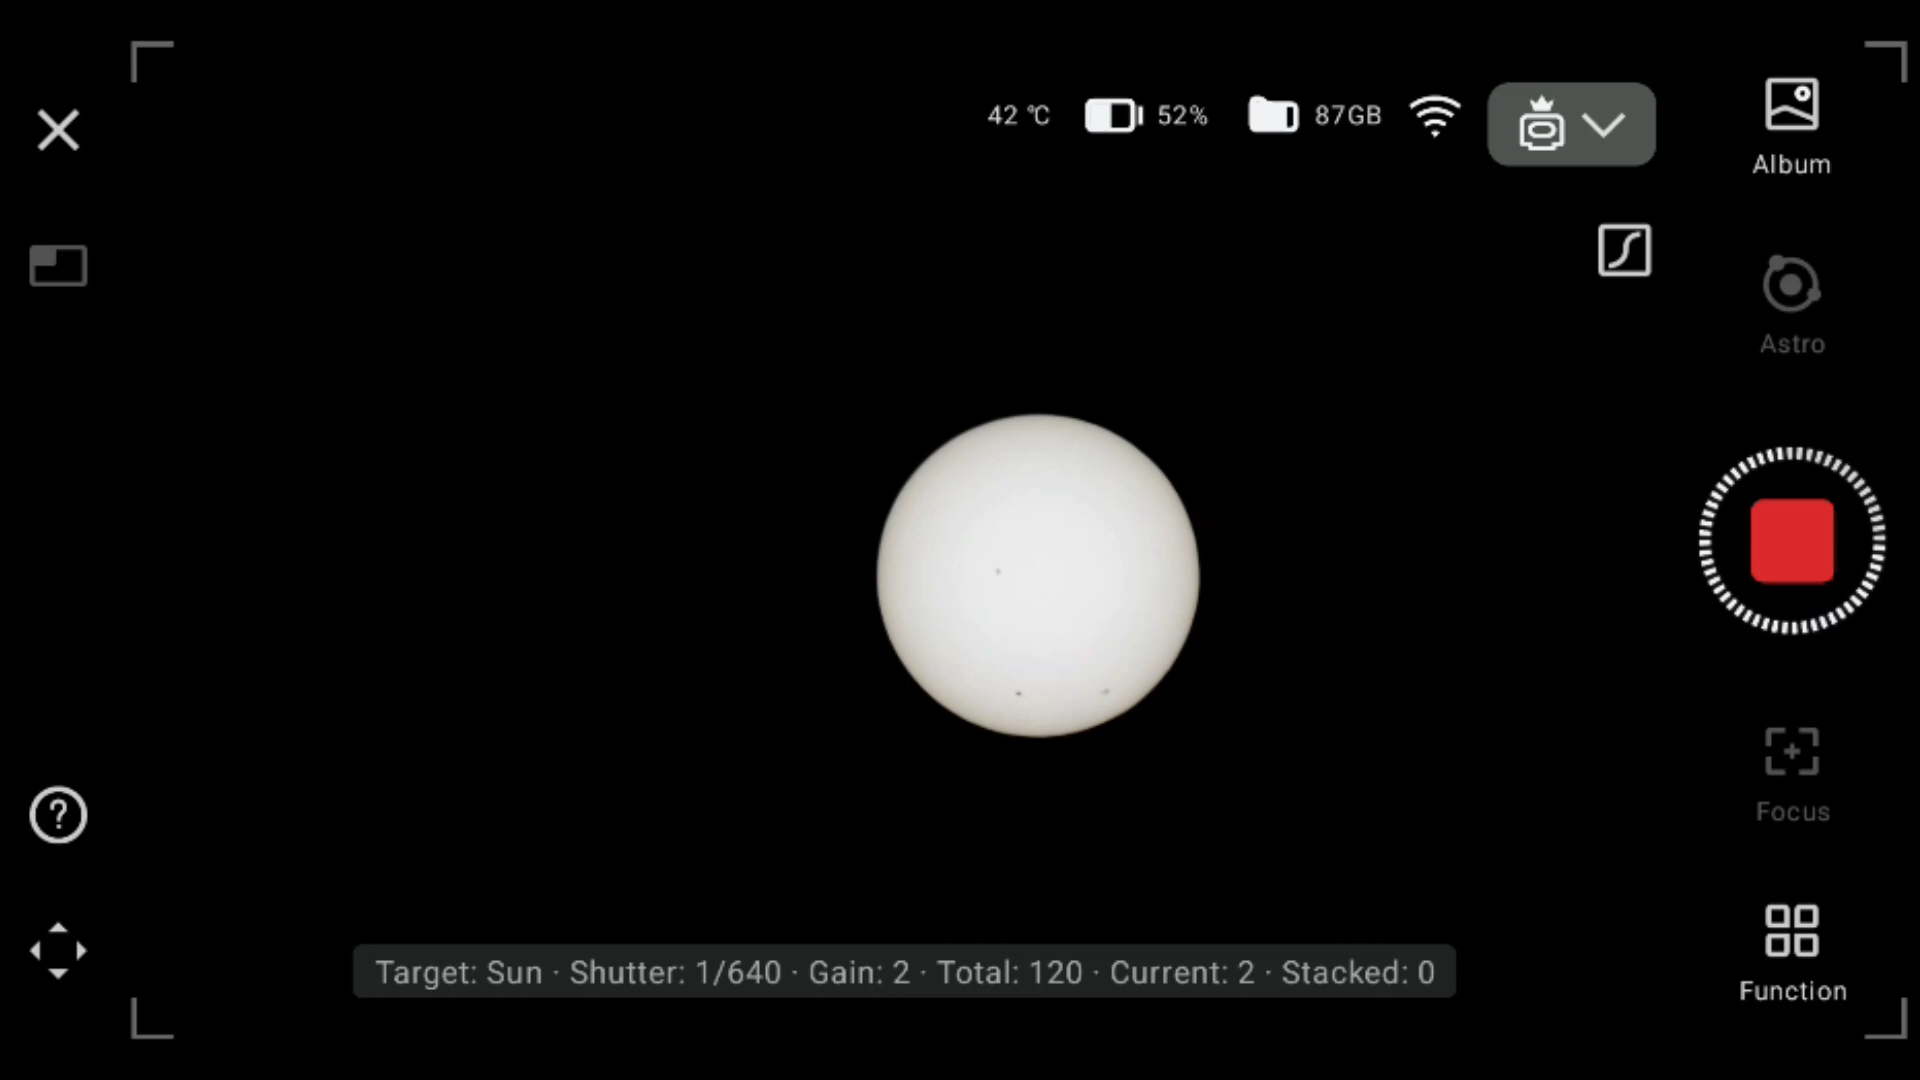 42 ℃ 52% 87GB
Album
Astro
Focus
Target: Sun · Shutter: 1/640 · Gain: 2 · Total: 120 · Current: 2 · Stacked: 0
Function